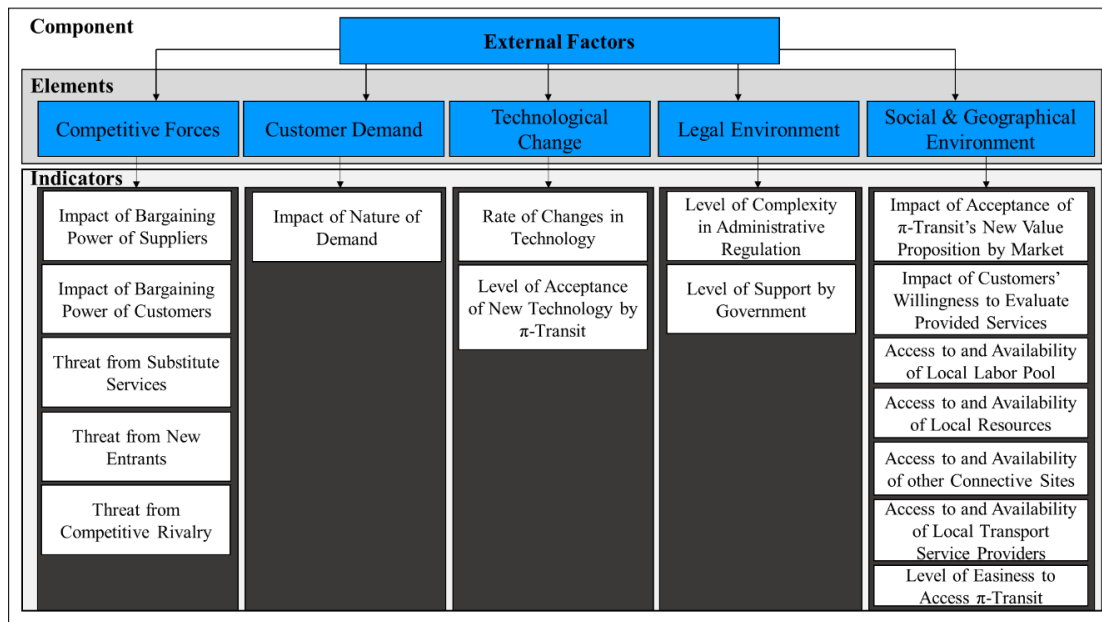 Component
External Factors
Elements
Competitive Forces
Customer Demand
Technological
Change
Legal Environment
Social & Geographical
Environment
Indicators
Impact of Bargaining
Power of Suppliers
Impact of Bargaining
Power of Customers
Threat from Substitute
Services
Threat from New
Entrants
Threat from
Competitive Rivalry
Impact of Nature of
Demand
Rate of Changes in
Technology
Level of Acceptance
of New Technology by
π-Transit
Level of Complexity
in Administrative
Regulation
Level of Support by
Government
Impact of Acceptance of
π-Transit’s New Value
Proposition by Market
Impact of Customers’
Willingness to Evaluate
Provided Services
Access to and Availability
of Local Labor Pool
Access to and Availability
of Local Resources
Access to and Availability
of other Connective Sites
Access to and Availability
of Local Transport
Service Providers
Level of Easiness to
Access π-Transit